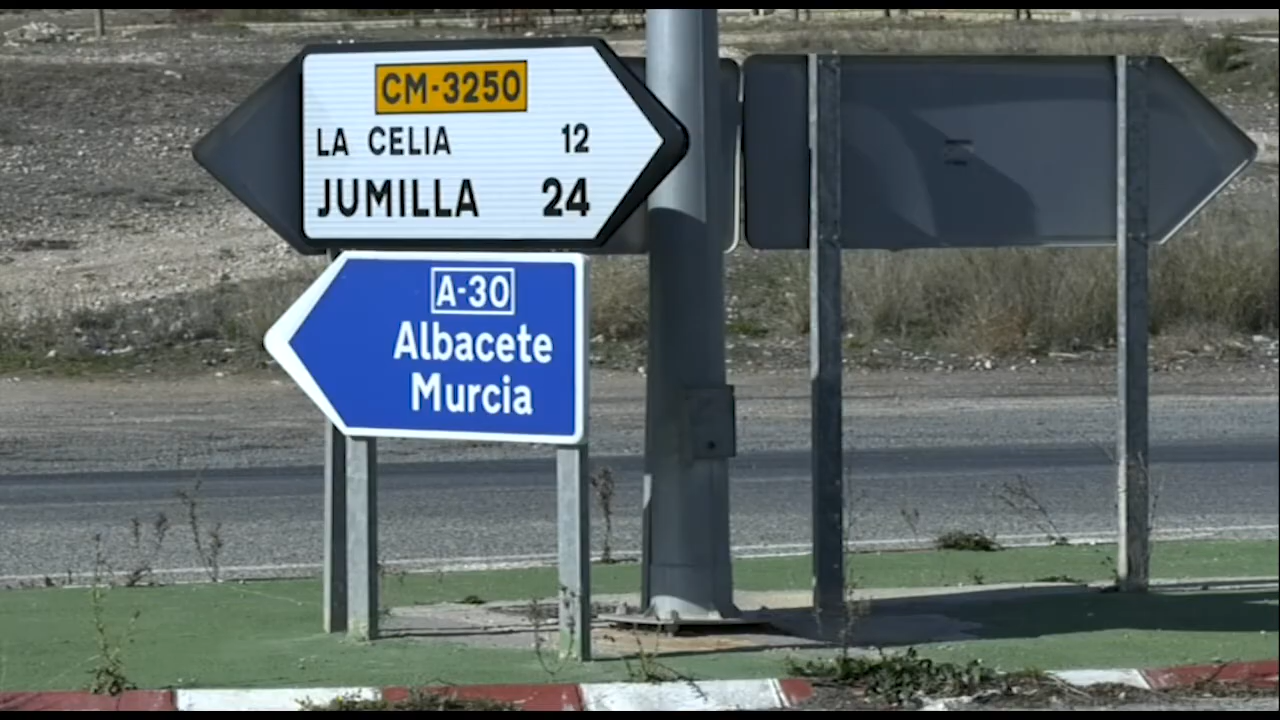 CM-3250
LA CELIA 12
JUMILLA 24
A-30
Albacete
Murcia